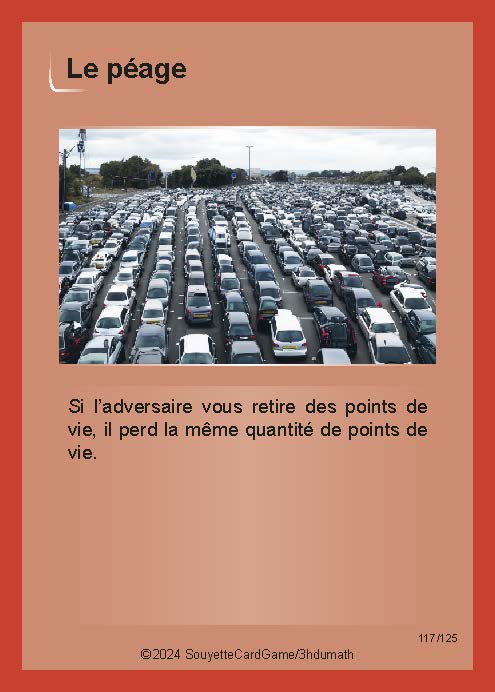 Le péage
Si l’adversaire vous retire des points de
vie, il perd la même quantité de points de
vie.
117/125
©2024 SouyetteCardGame/3hdumath